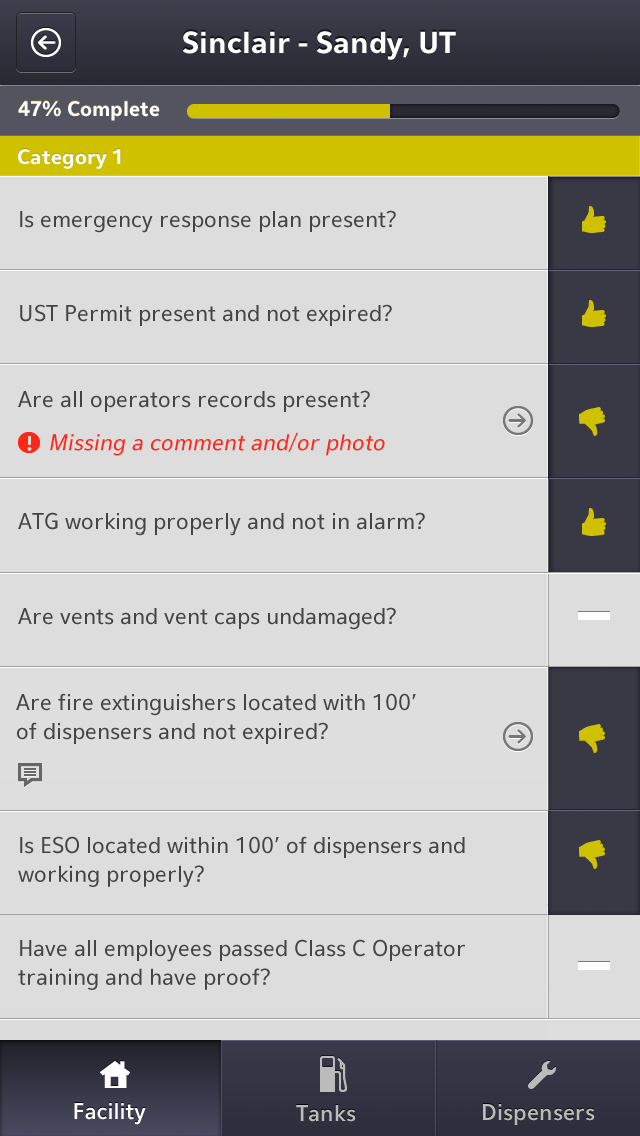 Sinclair - Sandy, UT
47% Complete
Category 1
Is emergency response plan present?
UST Permit present and not expired?
Are all operators records present?
Missing a comment and/or photo
ATG working properly and not in alarm?
Are vents and vent caps undamaged?
Are fire extinguishers located with 100′
of dispensers and not expired?
Is ESO located within 100′ of dispensers and
working properly?
Have all employees passed Class C Operator
training and have proof?
Facility
Tanks
Dispensers